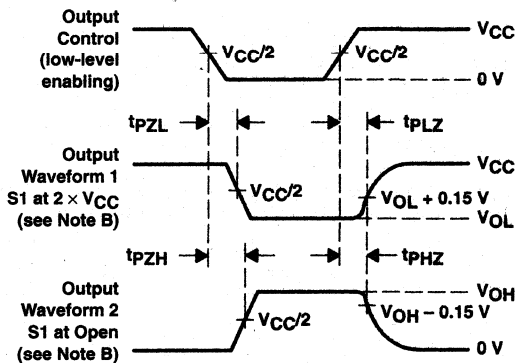 Output
Control
(low-level
enabling)
VCC/2
VCC/2
VCC
0 V
tPZL
tPLZ
Output
Waveform 1
S1 at 2 × VCC
(see Note B)
VCC/2
VCC
VOL + 0.15 V
VOL
tPZH
tPHZ
Output
Waveform 2
S1 at Open
(see Note B)
VCC/2
VOH
VOH − 0.15 V
0 V